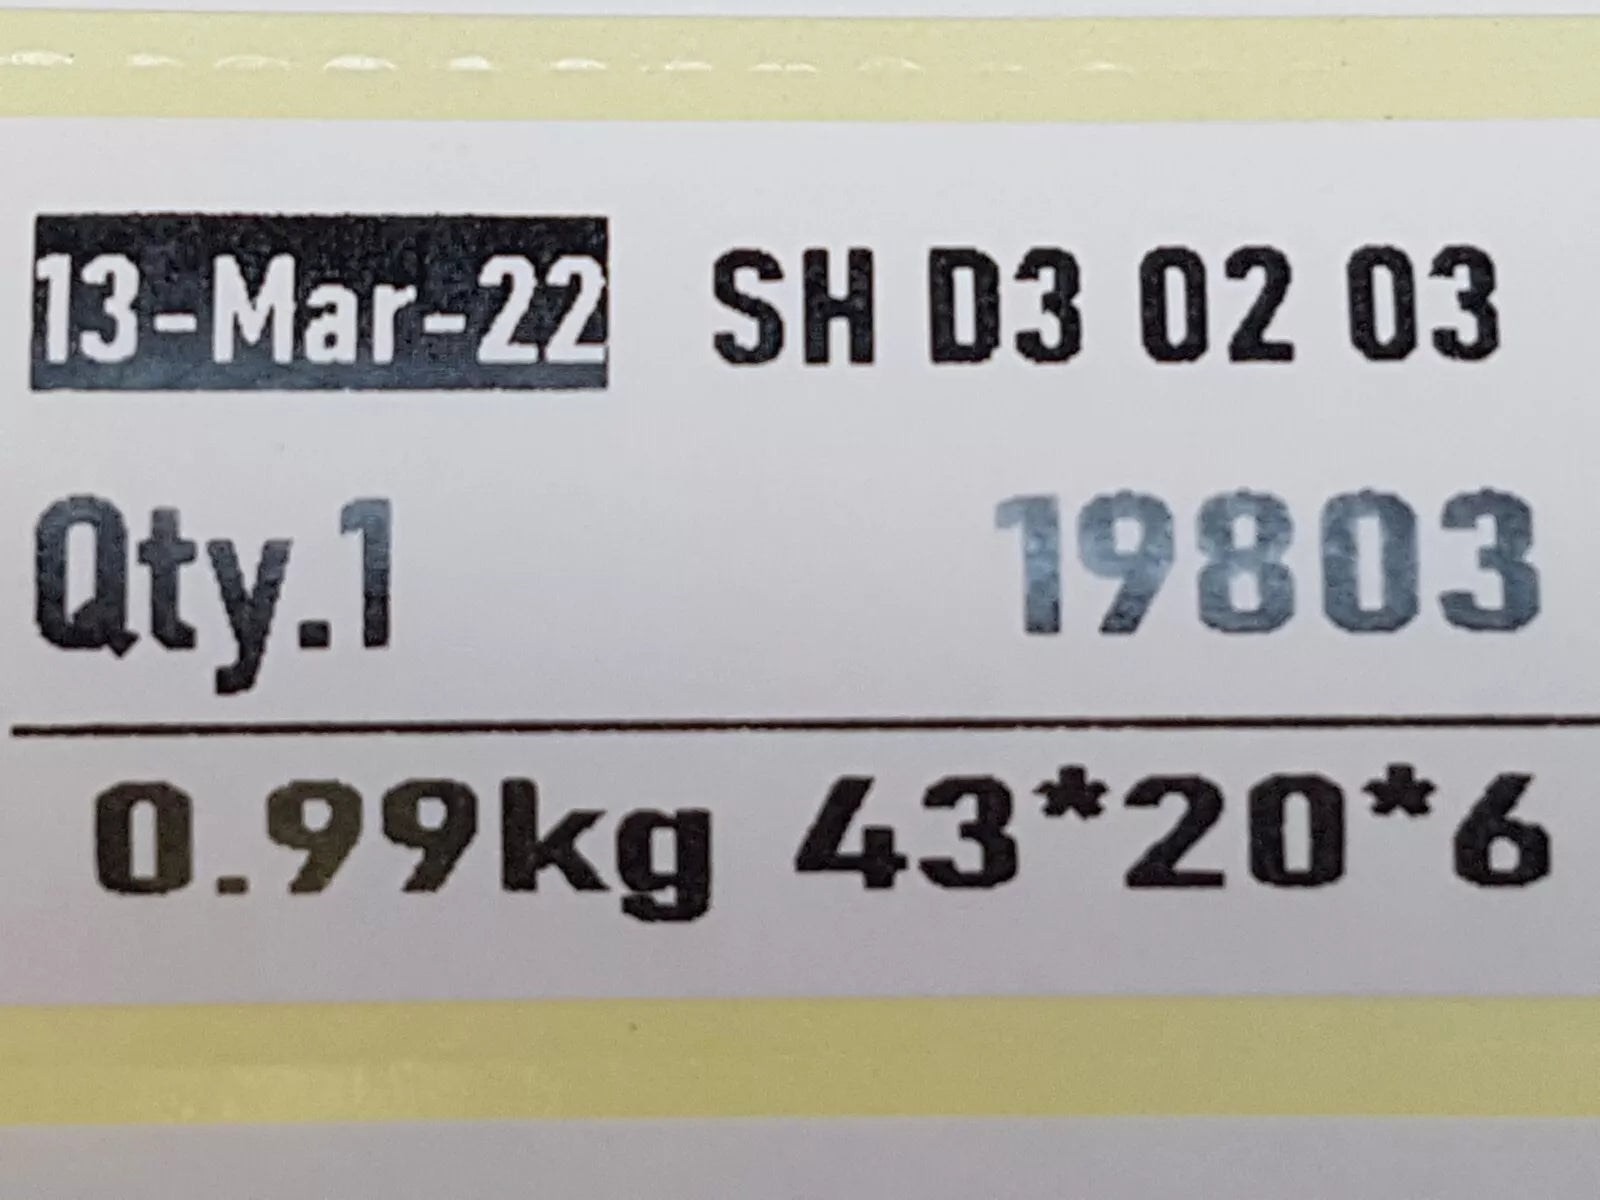 13-Mar-22 SH D3 02 03
Qty.1 19803
0.99kg 43*20*6